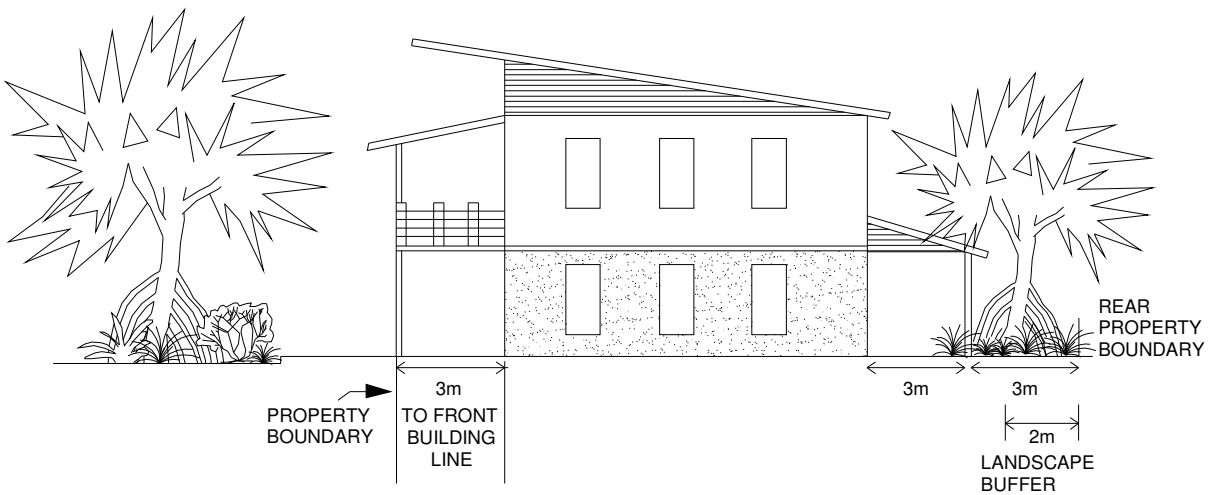 REAR
PROPERTY
BOUNDARY
3m
3m
3m
PROPERTY
BOUNDARY
TO FRONT
BUILDING
LINE
2m
LANDSCAPE
BUFFER